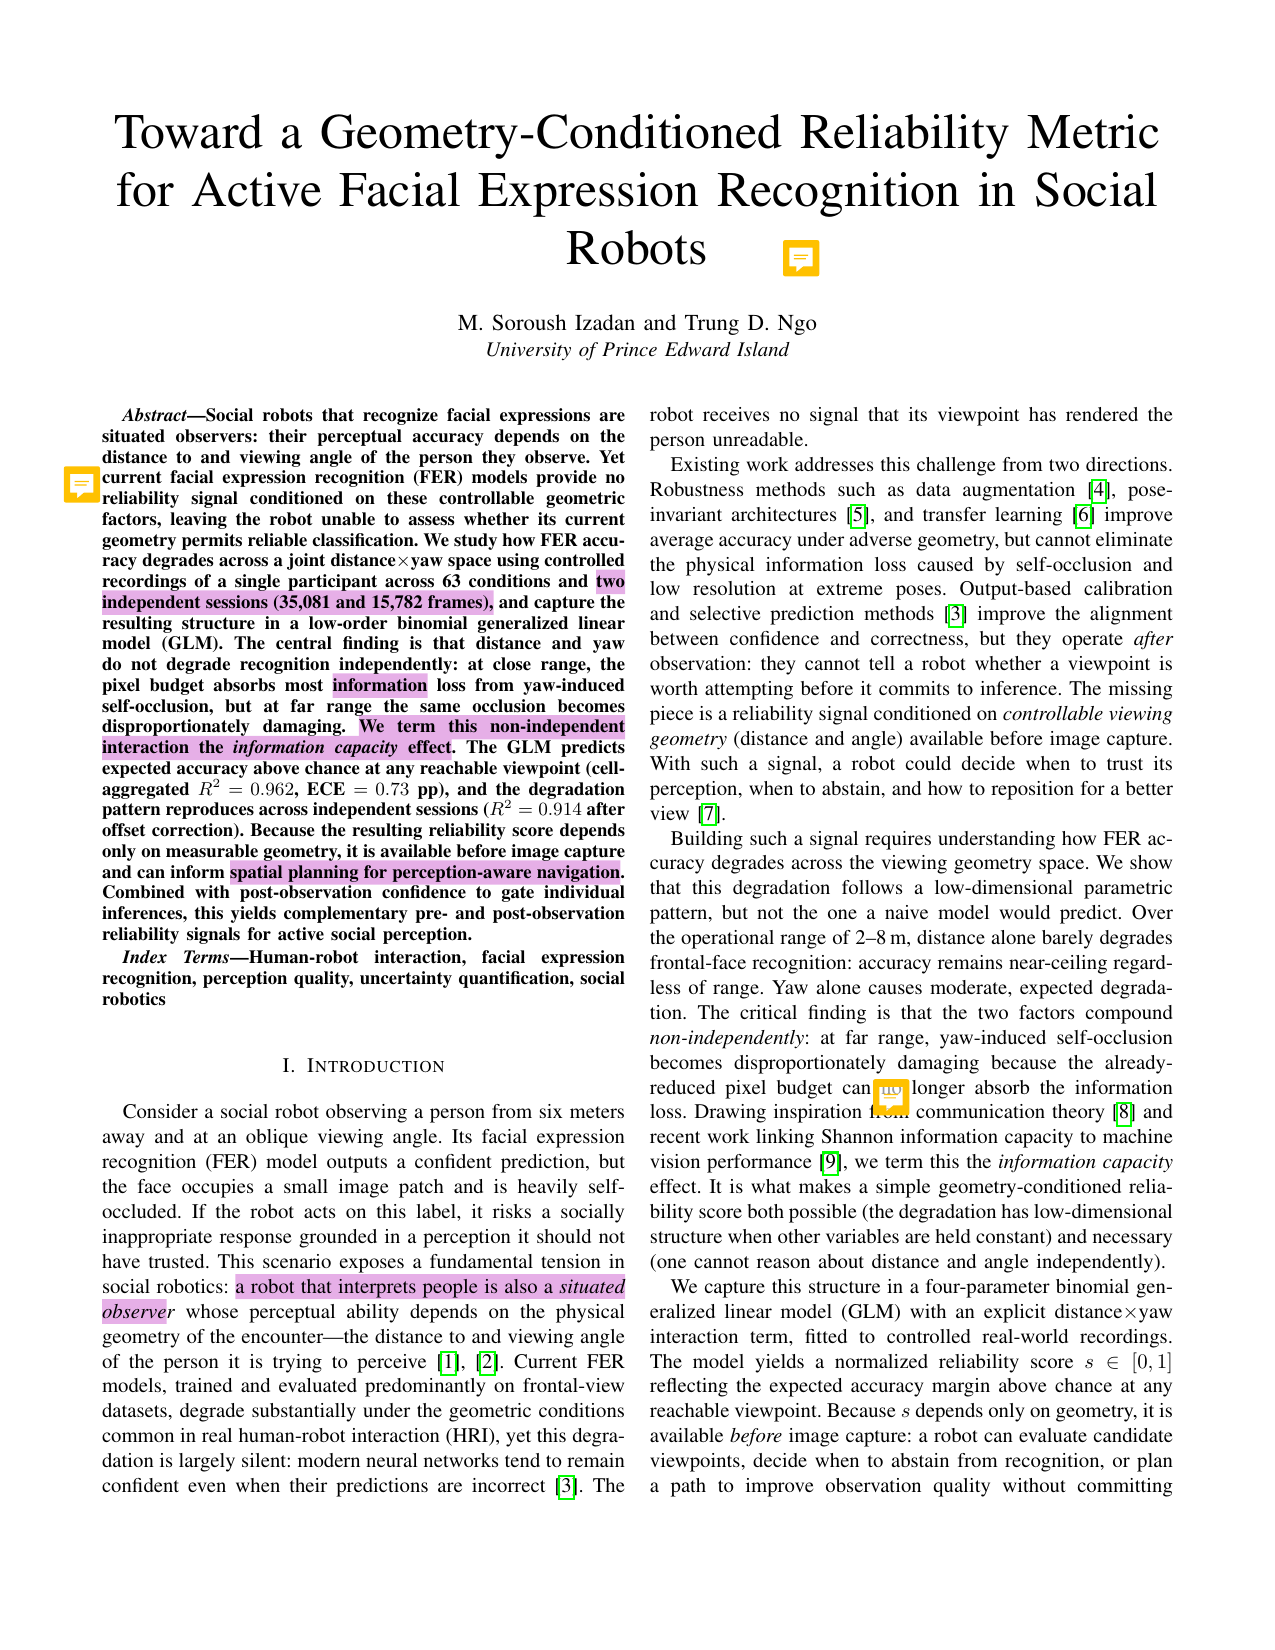 Toward a Geometry-Conditioned Reliability Metric
for Active Facial Expression Recognition in Social
Robots
M. Soroush Izadan and Trung D. Ngo
University of Prince Edward Island
Abstract—Social robots that recognize facial expressions are
situated observers: their perceptual accuracy depends on the
distance to and viewing angle of the person they observe. Yet
current facial expression recognition (FER) models provide no
reliability signal conditioned on these controllable geometric
factors, leaving the robot unable to assess whether its current
geometry permits reliable classification. We study how FER accu-
racy degrades across a joint distance×yaw space using controlled
recordings of a single participant across 63 conditions and two
independent sessions (35,081 and 15,782 frames), and capture the
resulting structure in a low-order binomial generalized linear
model (GLM). The central finding is that distance and yaw
do not degrade recognition independently: at close range, the
pixel budget absorbs most information loss from yaw-induced
self-occlusion, but at far range the same occlusion becomes
disproportionately damaging. We term this non-independent
interaction the information capacity effect. The GLM predicts
expected accuracy above chance at any reachable viewpoint (cell-
aggregated R² = 0.962, ECE = 0.73 pp), and the degradation
pattern reproduces across independent sessions (R² = 0.914 after
offset correction). Because the resulting reliability score depends
only on measurable geometry, it is available before image capture
and can inform spatial planning for perception-aware navigation.
Combined with post-observation confidence to gate individual
inferences, this yields complementary pre- and post-observation
reliability signals for active social perception.
Index Terms—Human-robot interaction, facial expression
recognition, perception quality, uncertainty quantification, social
robotics
I. INTRODUCTION
Consider a social robot observing a person from six meters
away and at an oblique viewing angle. Its facial expression
recognition (FER) model outputs a confident prediction, but
the face occupies a small image patch and is heavily self-
occluded. If the robot acts on this label, it risks a socially
inappropriate response grounded in a perception it should not
have trusted. This scenario exposes a fundamental tension in
social robotics: a robot that interprets people is also a situated
observer whose perceptual ability depends on the physical
geometry of the encounter—the distance to and viewing angle
of the person it is trying to perceive [1], [2]. Current FER
models, trained and evaluated predominantly on frontal-view
datasets, degrade substantially under the geometric conditions
common in real human-robot interaction (HRI), yet this degra-
dation is largely silent: modern neural networks tend to remain
confident even when their predictions are incorrect [3]. The
robot receives no signal that its viewpoint has rendered the
person unreadable.
Existing work addresses this challenge from two directions.
Robustness methods such as data augmentation [4], pose-
invariant architectures [5], and transfer learning [6] improve
average accuracy under adverse geometry, but cannot eliminate
the physical information loss caused by self-occlusion and
low resolution at extreme poses. Output-based calibration
and selective prediction methods [3] improve the alignment
between confidence and correctness, but they operate after
observation: they cannot tell a robot whether a viewpoint is
worth attempting before it commits to inference. The missing
piece is a reliability signal conditioned on controllable viewing
geometry (distance and angle) available before image capture.
With such a signal, a robot could decide when to trust its
perception, when to abstain, and how to reposition for a better
view [7].
Building such a signal requires understanding how FER ac-
curacy degrades across the viewing geometry space. We show
that this degradation follows a low-dimensional parametric
pattern, but not the one a naive model would predict. Over
the operational range of 2–8 m, distance alone barely degrades
frontal-face recognition: accuracy remains near-ceiling regard-
less of range. Yaw alone causes moderate, expected degrada-
tion. The critical finding is that the two factors compound
non-independently: at far range, yaw-induced self-occlusion
becomes disproportionately damaging because the already-
reduced pixel budget can longer absorb the information
loss. Drawing inspiration communication theory [8] and
recent work linking Shannon information capacity to machine
vision performance [9], we term this the information capacity
effect. It is what makes a simple geometry-conditioned relia-
bility score both possible (the degradation has low-dimensional
structure when other variables are held constant) and necessary
(one cannot reason about distance and angle independently).
We capture this structure in a four-parameter binomial gen-
eralized linear model (GLM) with an explicit distance×yaw
interaction term, fitted to controlled real-world recordings.
The model yields a normalized reliability score s ∈ [0, 1]
reflecting the expected accuracy margin above chance at any
reachable viewpoint. Because s depends only on geometry, it is
available before image capture: a robot can evaluate candidate
viewpoints, decide when to abstain from recognition, or plan
a path to improve observation quality without committing